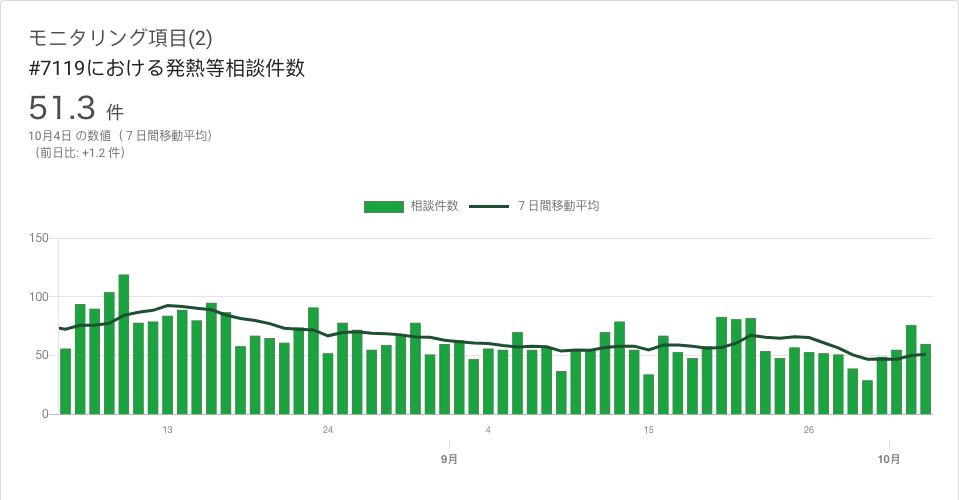 モニタリング項目(2)
#7119における発熱等相談件数
51.3 件
10月4日 の数値（７日間移動平均）
（前日比: +1.2 件）
相談件数 ７日間移動平均
150
100
50
0
13 24 4 15 26
9月 10月